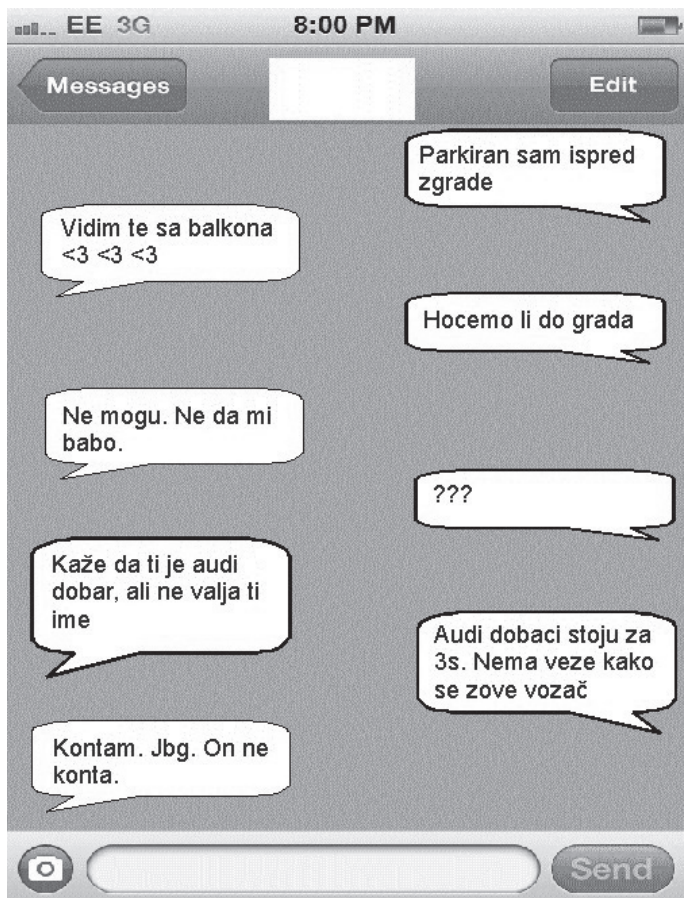 EE 3G 8:00 PM
Messages Edit
Parkiran sam ispred
zgrade
Vidim te sa balkona
<3 <3 <3
Hocemo li do grada
Ne mogu. Ne da mi
babo.
???
Kaže da ti je audi
dobar, ali ne valja ti
ime
Audi dobaci stoju za
3s. Nema veze kako
se zove vozač
Kontam. Jbg. On ne
konta.
Send